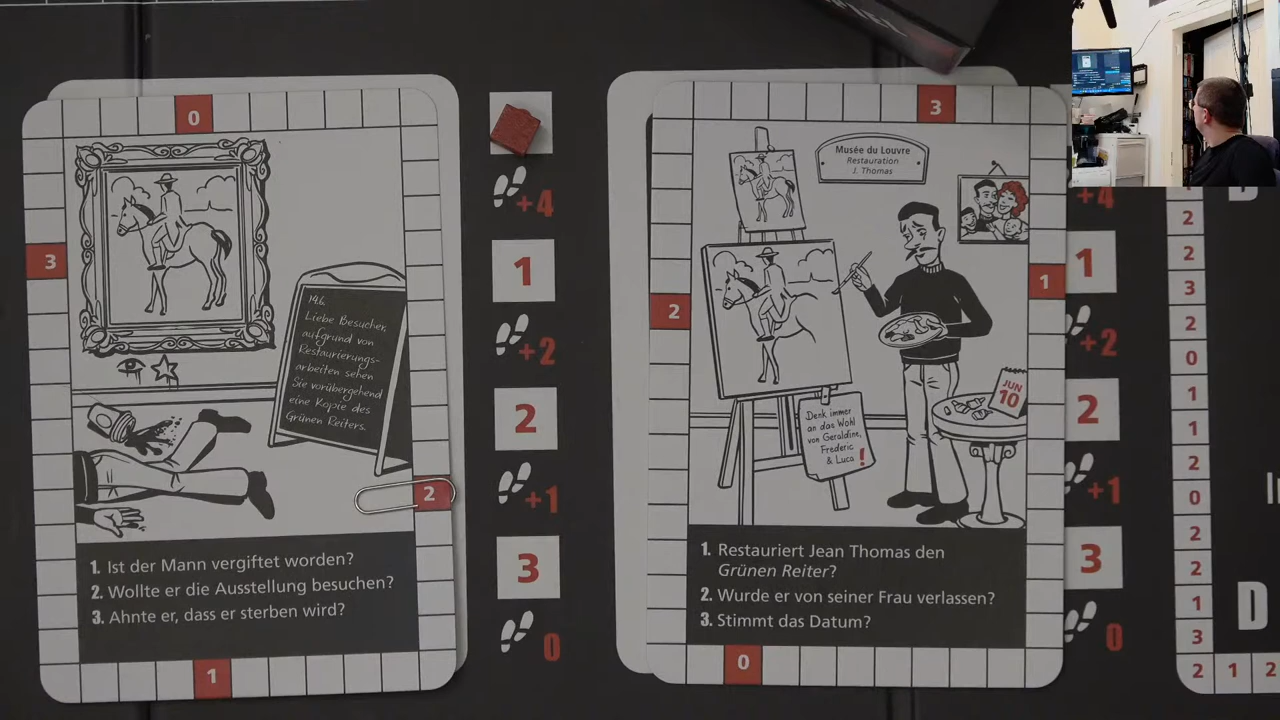 0
3
14.6.
Liebe Besucher,
aufgrund von
Restaurierungs-
arbeiten sehen
Sie vorübergehend
eine Kopie des
Grünen Reiters.
2
1. Ist der Mann vergiftet worden?
2. Wollte er die Ausstellung besuchen?
3. Ahnte er, dass er sterben wird?
1
+4
1
+2
2
+1
3
0
3
Musée du Louvre
Restauration
J. Thomas
2
1
JUN
10
Denk immer
an das Wohl
von Geraldine,
Frederic
& Luca!
1. Restauriert Jean Thomas den
Grünen Reiter?
2. Wurde er von seiner Frau verlassen?
3. Stimmt das Datum?
0
+4
1
+2
2
+1
3
0
2
2
3
2
0
1
1
2
0
2
2
1
3
2 1 2
D